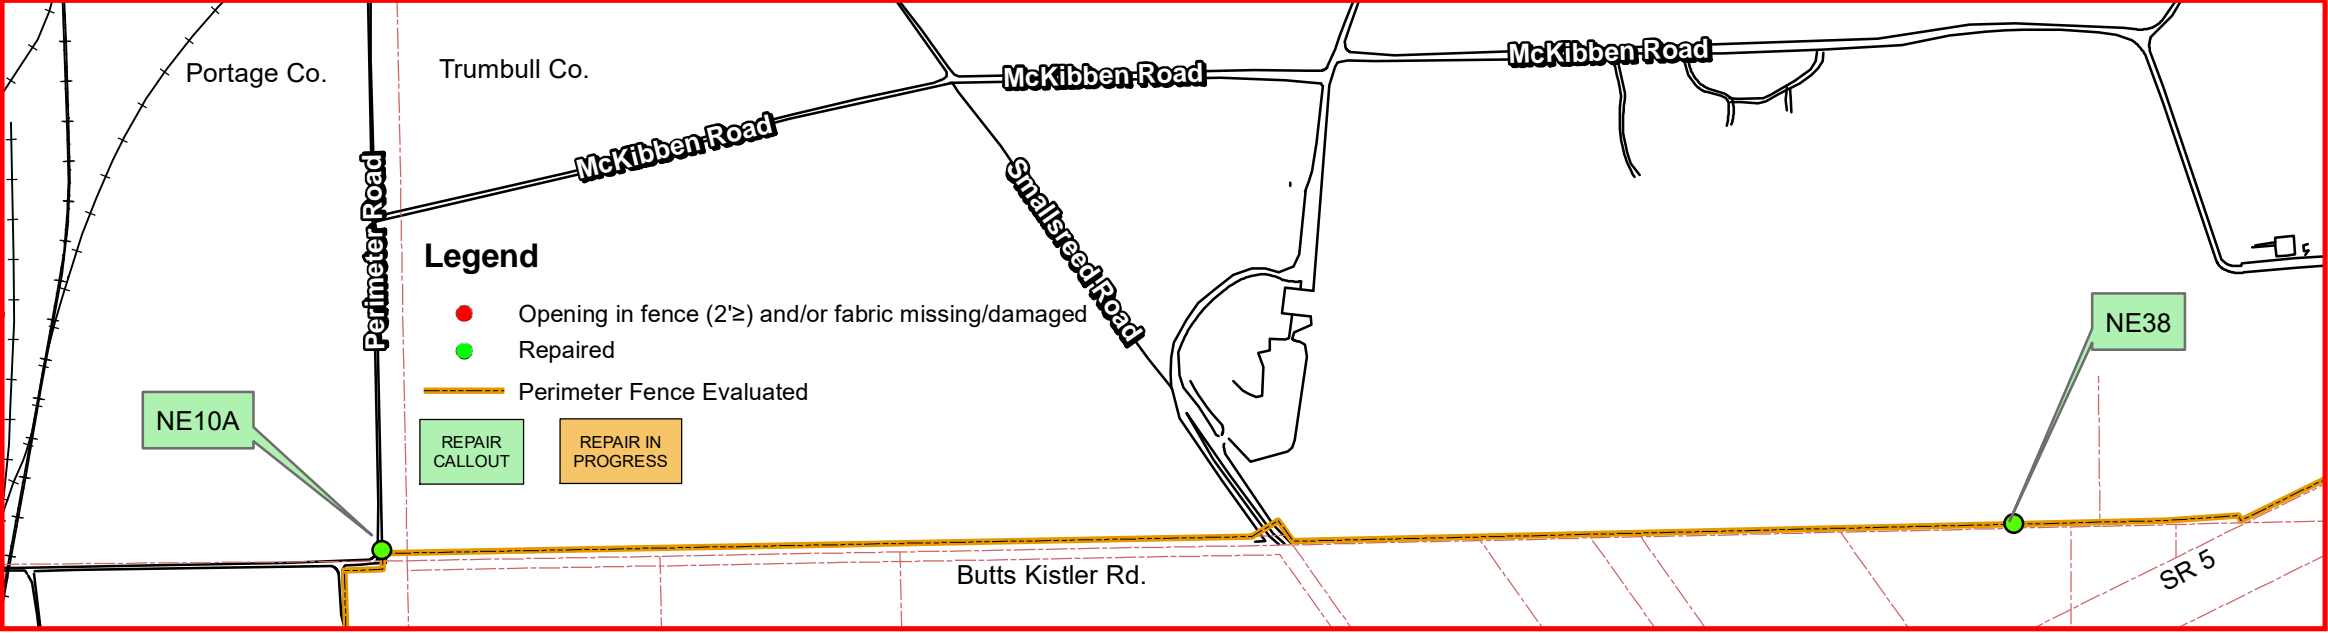 Portage Co.
Trumbull Co.
McKibben Road
McKibben Road
McKibben Road
Perimeter Road
Smallsreed Road
Legend
Opening in fence (2'≥) and/or fabric missing/damaged
Repaired
Perimeter Fence Evaluated
REPAIR
CALLOUT
REPAIR IN
PROGRESS
NE10A
NE38
Butts Kistler Rd.
SR 5